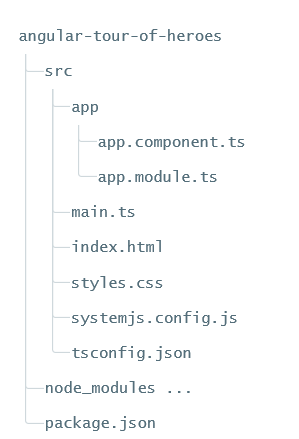 angular-tour-of-heroes
src
app
app.component.ts
app.module.ts
main.ts
index.html
styles.css
systemjs.config.js
tsconfig.json
node_modules ...
package.json